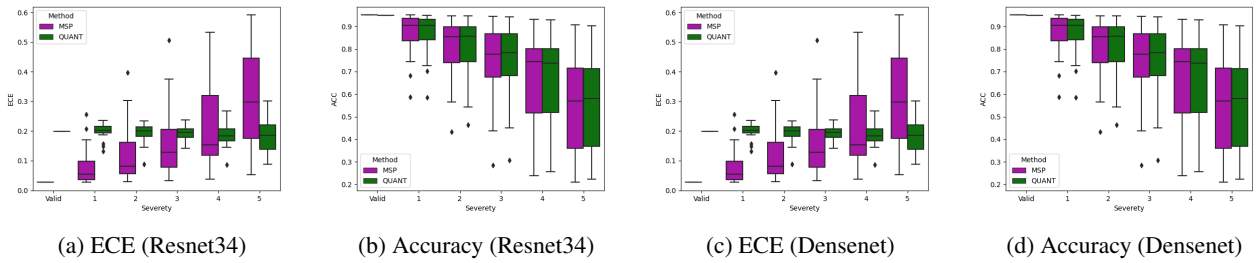 0.6
0.5
0.4
0.3
0.2
0.1
0.0
ECE
Method
MSP
QUANT
Valid 1 2 3 4 5
Severety
(a) ECE (Resnet34)
0.9
0.8
0.7
0.6
0.5
0.4
0.3
0.2
ACC
Method
MSP
QUANT
Valid 1 2 3 4 5
Severety
(b) Accuracy (Resnet34)
0.6
0.5
0.4
0.3
0.2
0.1
0.0
ECE
Method
MSP
QUANT
Valid 1 2 3 4 5
Severety
(c) ECE (Densenet)
0.9
0.8
0.7
0.6
0.5
0.4
0.3
0.2
ACC
Method
MSP
QUANT
Valid 1 2 3 4 5
Severety
(d) Accuracy (Densenet)